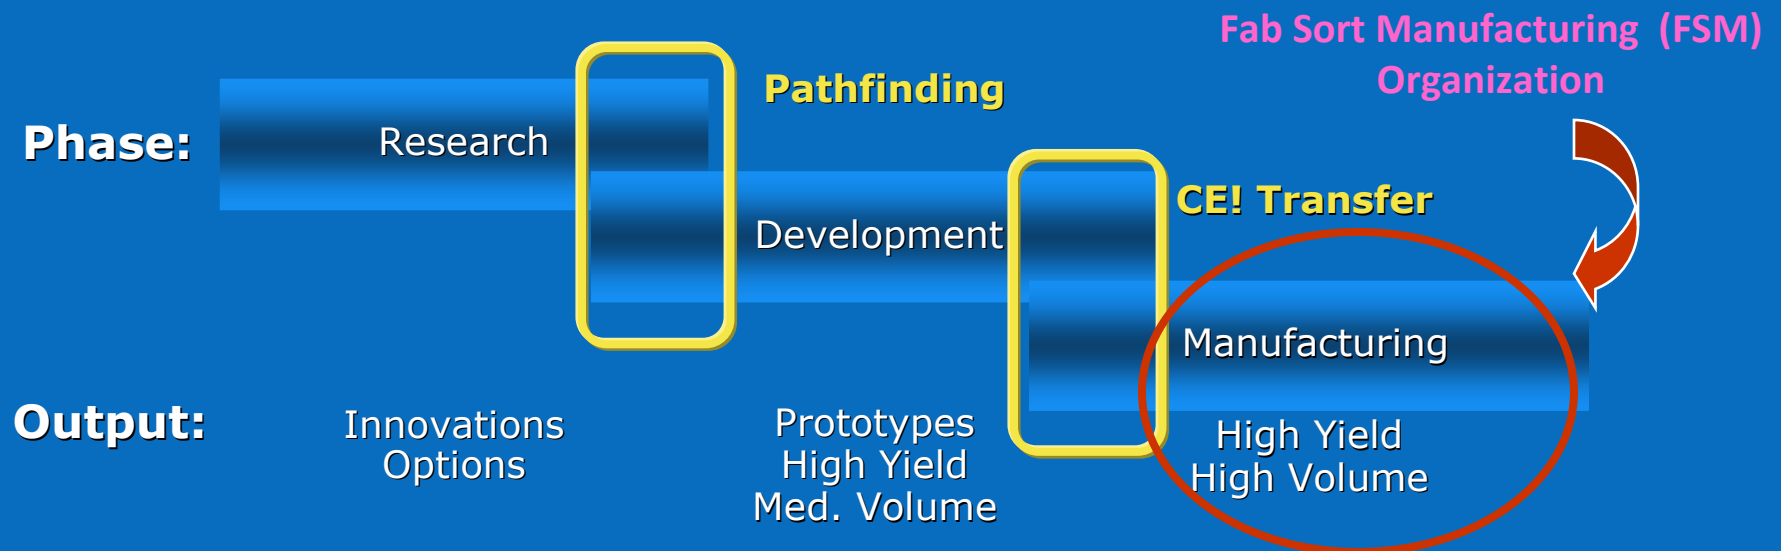 Fab Sort Manufacturing (FSM)
Organization
Pathfinding
Phase:
Research
CE! Transfer
Development
Manufacturing
Output:
Innovations
Options
Prototypes
High Yield
Med. Volume
High Yield
High Volume